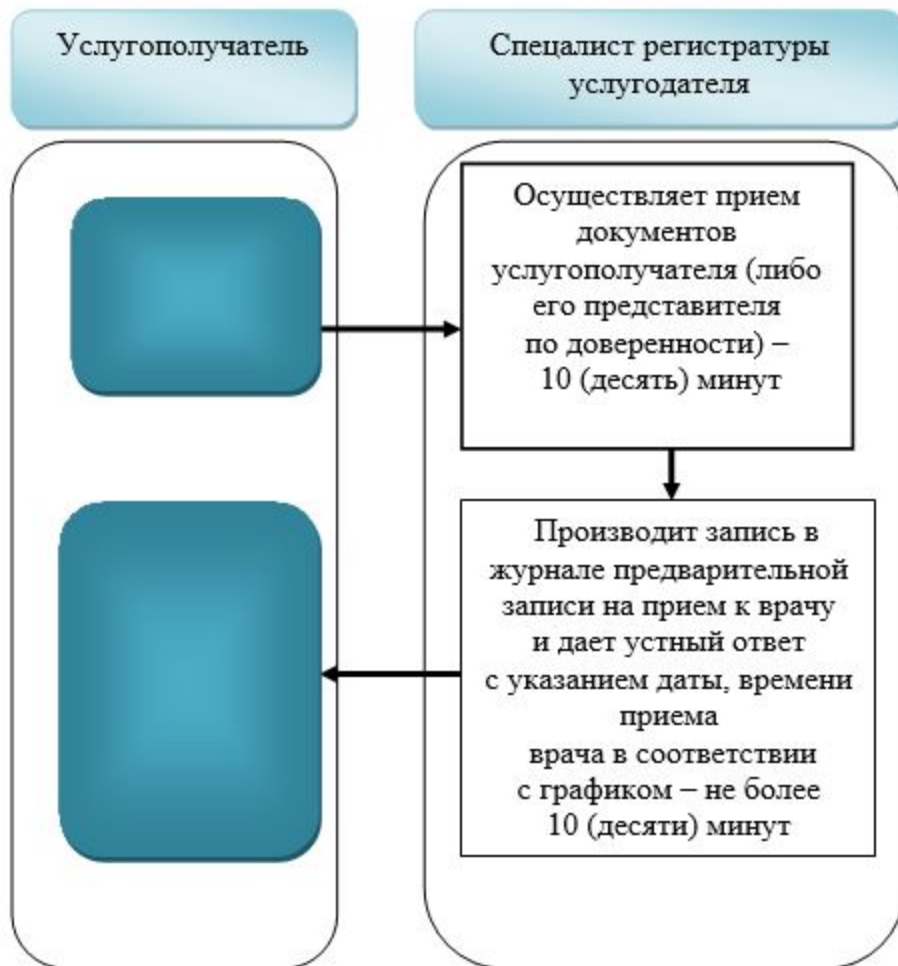 Услугополучатель
Спецалист регистратуры
услугодателя
Осуществляет прием
документов
услугополучателя (либо
его представителя
по доверенности) –
10 (десять) минут
Производит запись в
журнале предварительной
записи на прием к врачу
и дает устный ответ
с указанием даты, времени
приема
врача в соответствии
с графиком – не более
10 (десяти) минут